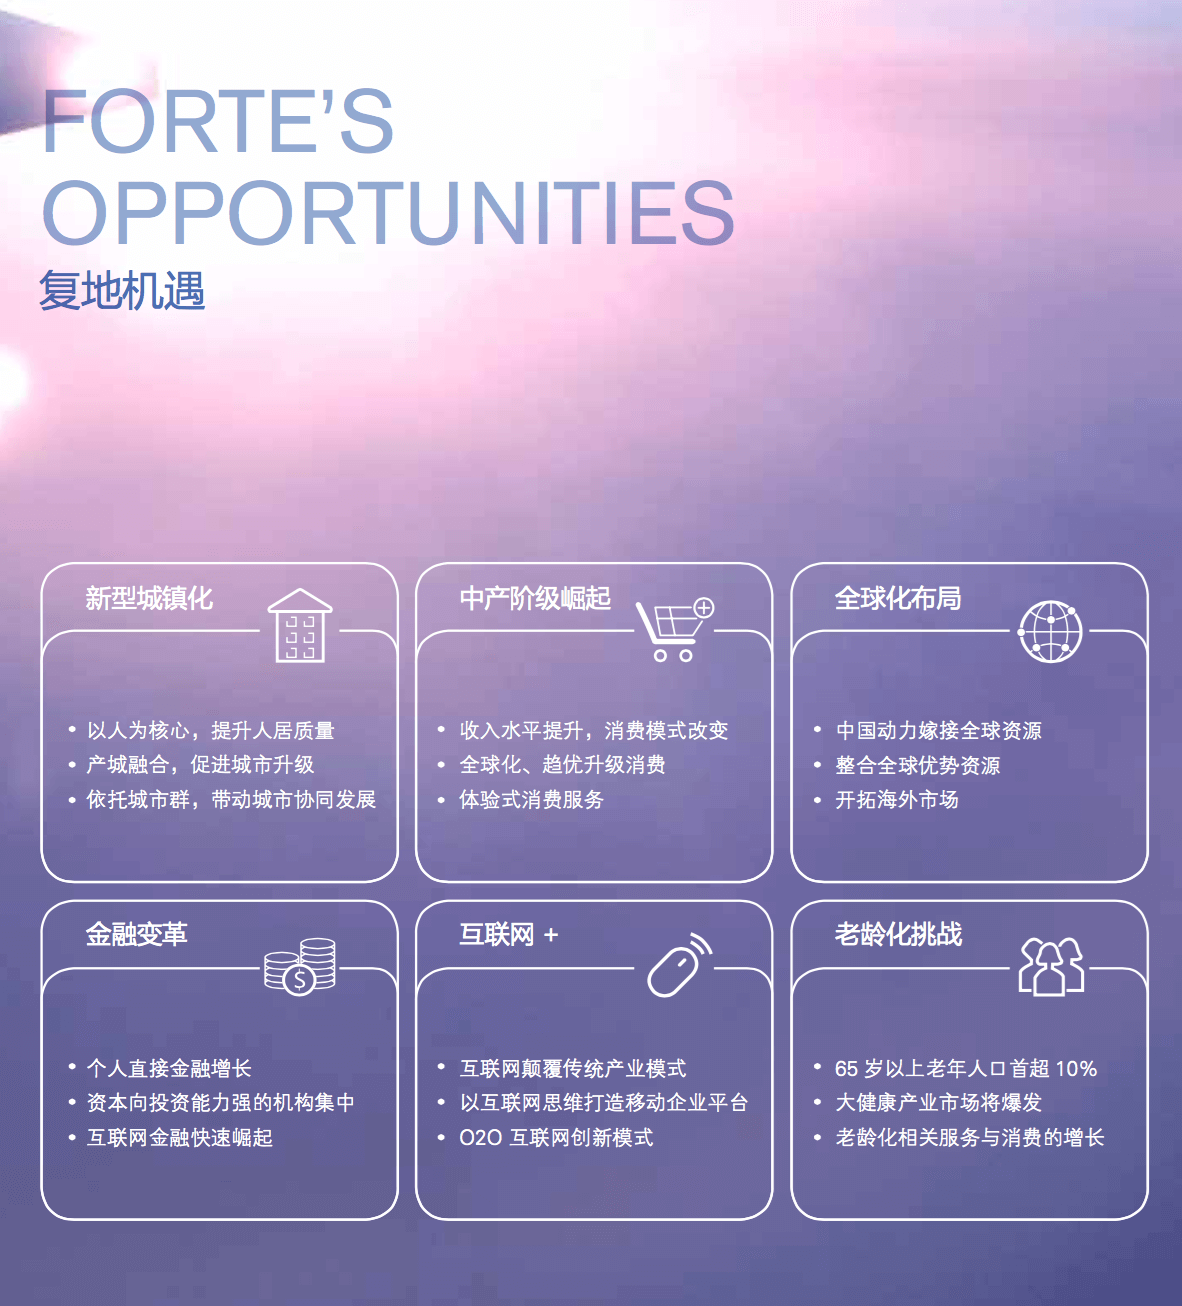 FORTE’S
OPPORTUNITIES
复地机遇
新型城镇化
• 以人为核心，提升人居质量
• 产城融合，促进城市升级
• 依托城市群，带动城市协同发展
中产阶级崛起
• 收入水平提升，消费模式改变
• 全球化、趋优升级消费
• 体验式消费服务
全球化布局
• 中国动力嫁接全球资源
• 整合全球优势资源
• 开拓海外市场
金融变革
$
• 个人直接金融增长
• 资本向投资能力强的机构集中
• 互联网金融快速崛起
互联网 +
• 互联网颠覆传统产业模式
• 以互联网思维打造移动企业平台
• O2O 互联网创新模式
老龄化挑战
• 65 岁以上老年人口首超 10%
• 大健康产业市场将爆发
• 老龄化相关服务与消费的增长